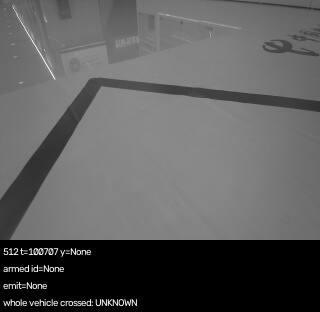 512 t=100707 y=None
armed id=None
emit=None
whole vehicle crossed: UNKNOWN